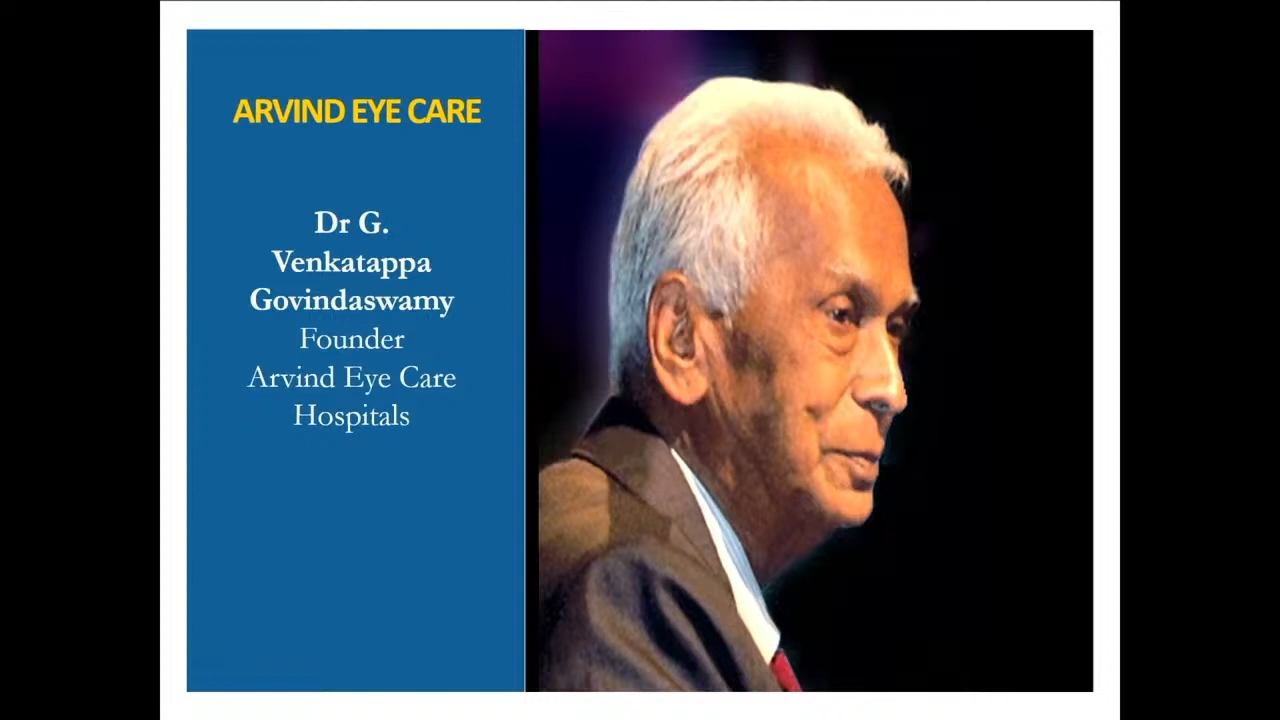 ARVIND EYE CARE
Dr G.
Venkatappa
Govindaswamy
Founder
Arvind Eye Care
Hospitals